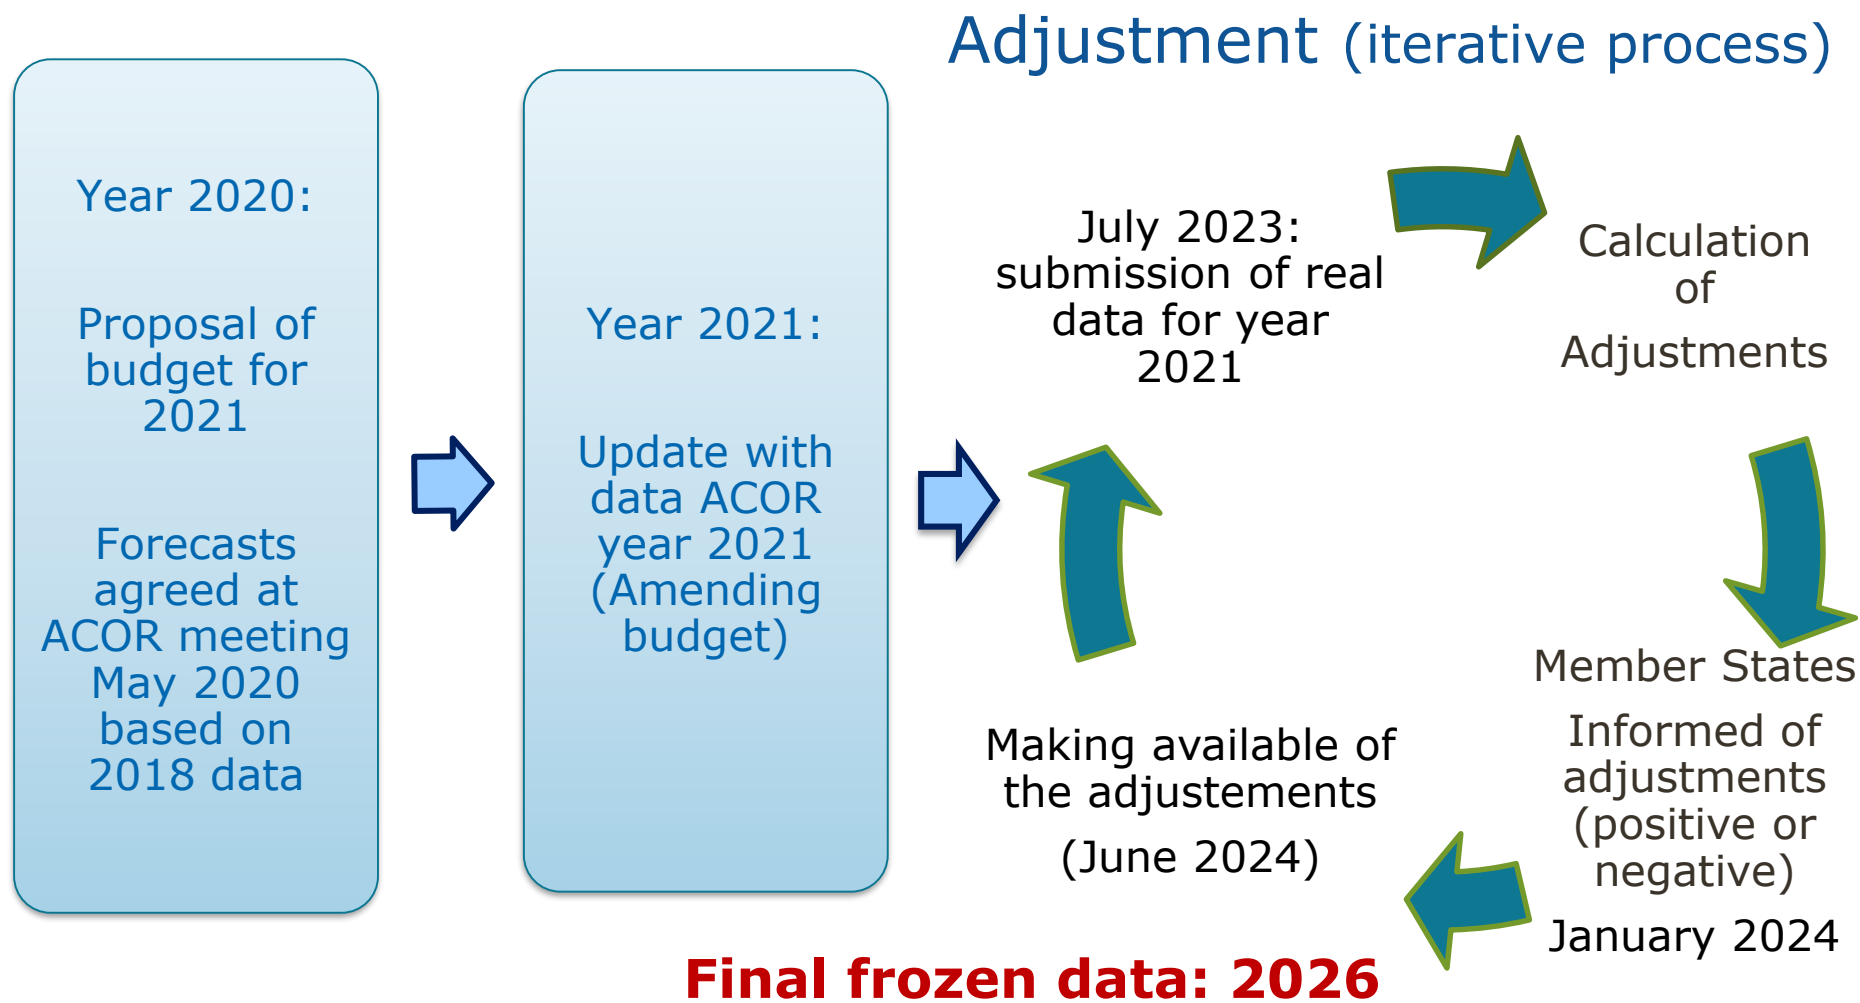 Adjustment (iterative process)
Year 2020:
Proposal of
budget for
2021
Forecasts
agreed at
ACOR meeting
May 2020
based on
2018 data
Year 2021:
Update with
data ACOR
year 2021
(Amending
budget)
July 2023:
submission of real
data for year
2021
Calculation
of
Adjustments
Member States
Informed of
adjustments
(positive or
negative)
January 2024
Making available of
the adjustements
(June 2024)
Final frozen data: 2026